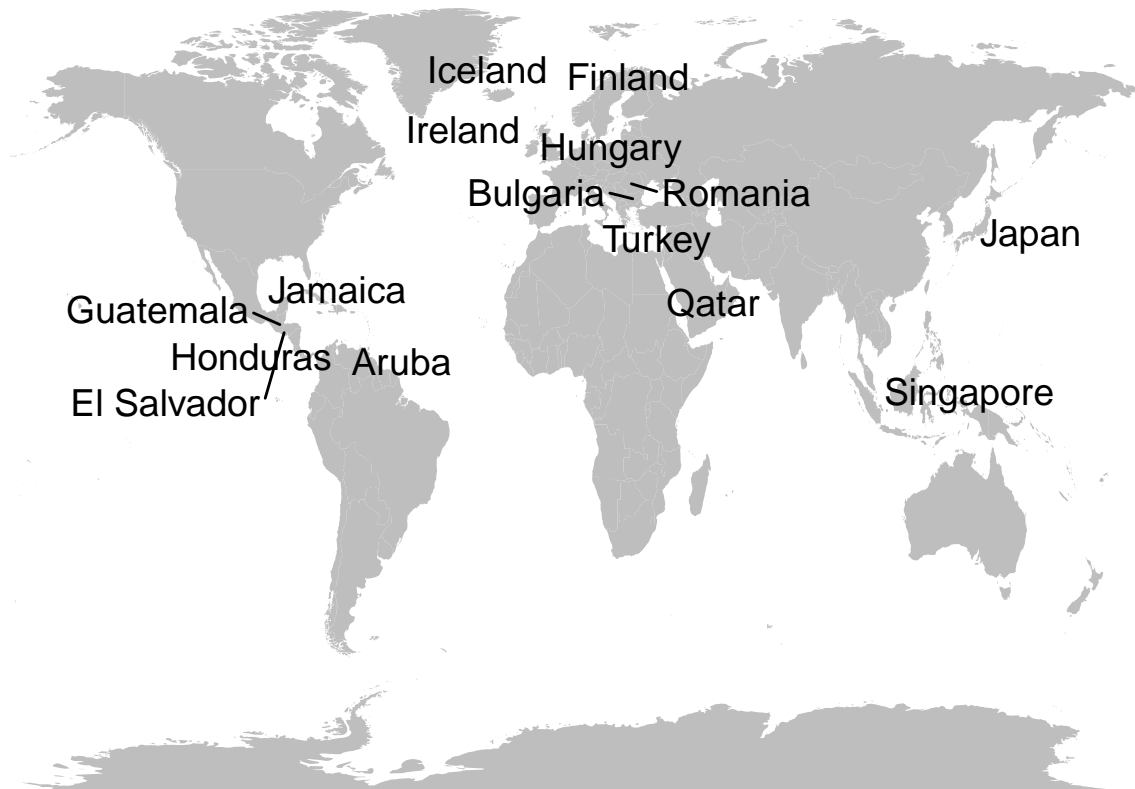 Iceland
Finland
Ireland
Hungary
Bulgaria
Romania
Turkey
Japan
Jamaica
Guatemala
Qatar
Honduras
Aruba
El Salvador
Singapore